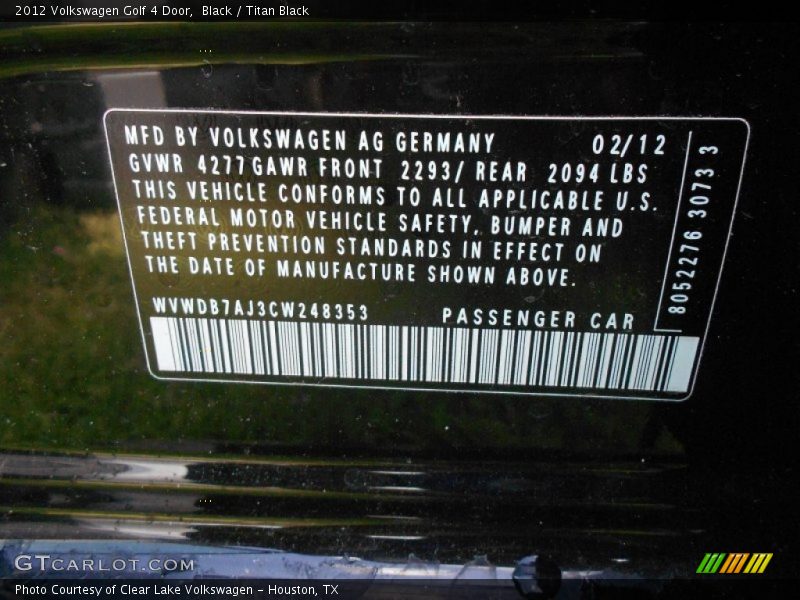 2012 Volkswagen Golf 4 Door, Black / Titan Black
MFD BY VOLKSWAGEN AG GERMANY 02/12
GVWR 4277 GAWR FRONT 2293/ REAR 2094 LBS
THIS VEHICLE CONFORMS TO ALL APPLICABLE U.S.
FEDERAL MOTOR VEHICLE SAFETY, BUMPER AND
THEFT PREVENTION STANDARDS IN EFFECT ON
THE DATE OF MANUFACTURE SHOWN ABOVE.
WVWDB7AJ3CW248353 PASSENGER CAR
8052276 3073 3
GTCARLOT.COM
Photo Courtesy of Clear Lake Volkswagen - Houston, TX